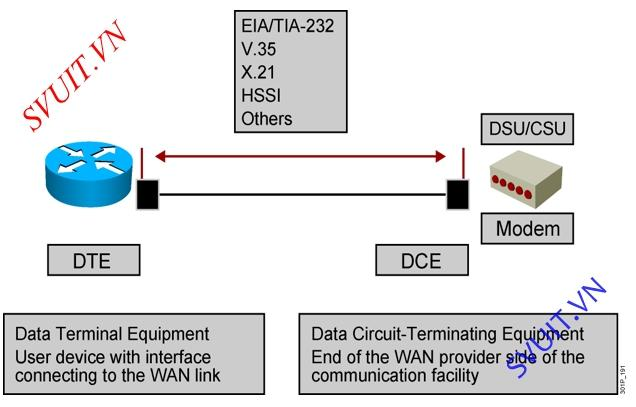 SVUIT.VN
EIA/TIA-232
V.35
X.21
HSSI
Others
DSU/CSU
Modem
DTE
DCE
Data Terminal Equipment
User device with interface
connecting to the WAN link
Data Circuit-Terminating Equipment
End of the WAN provider side of the
communication facility
SVUIT.VN
301P_191